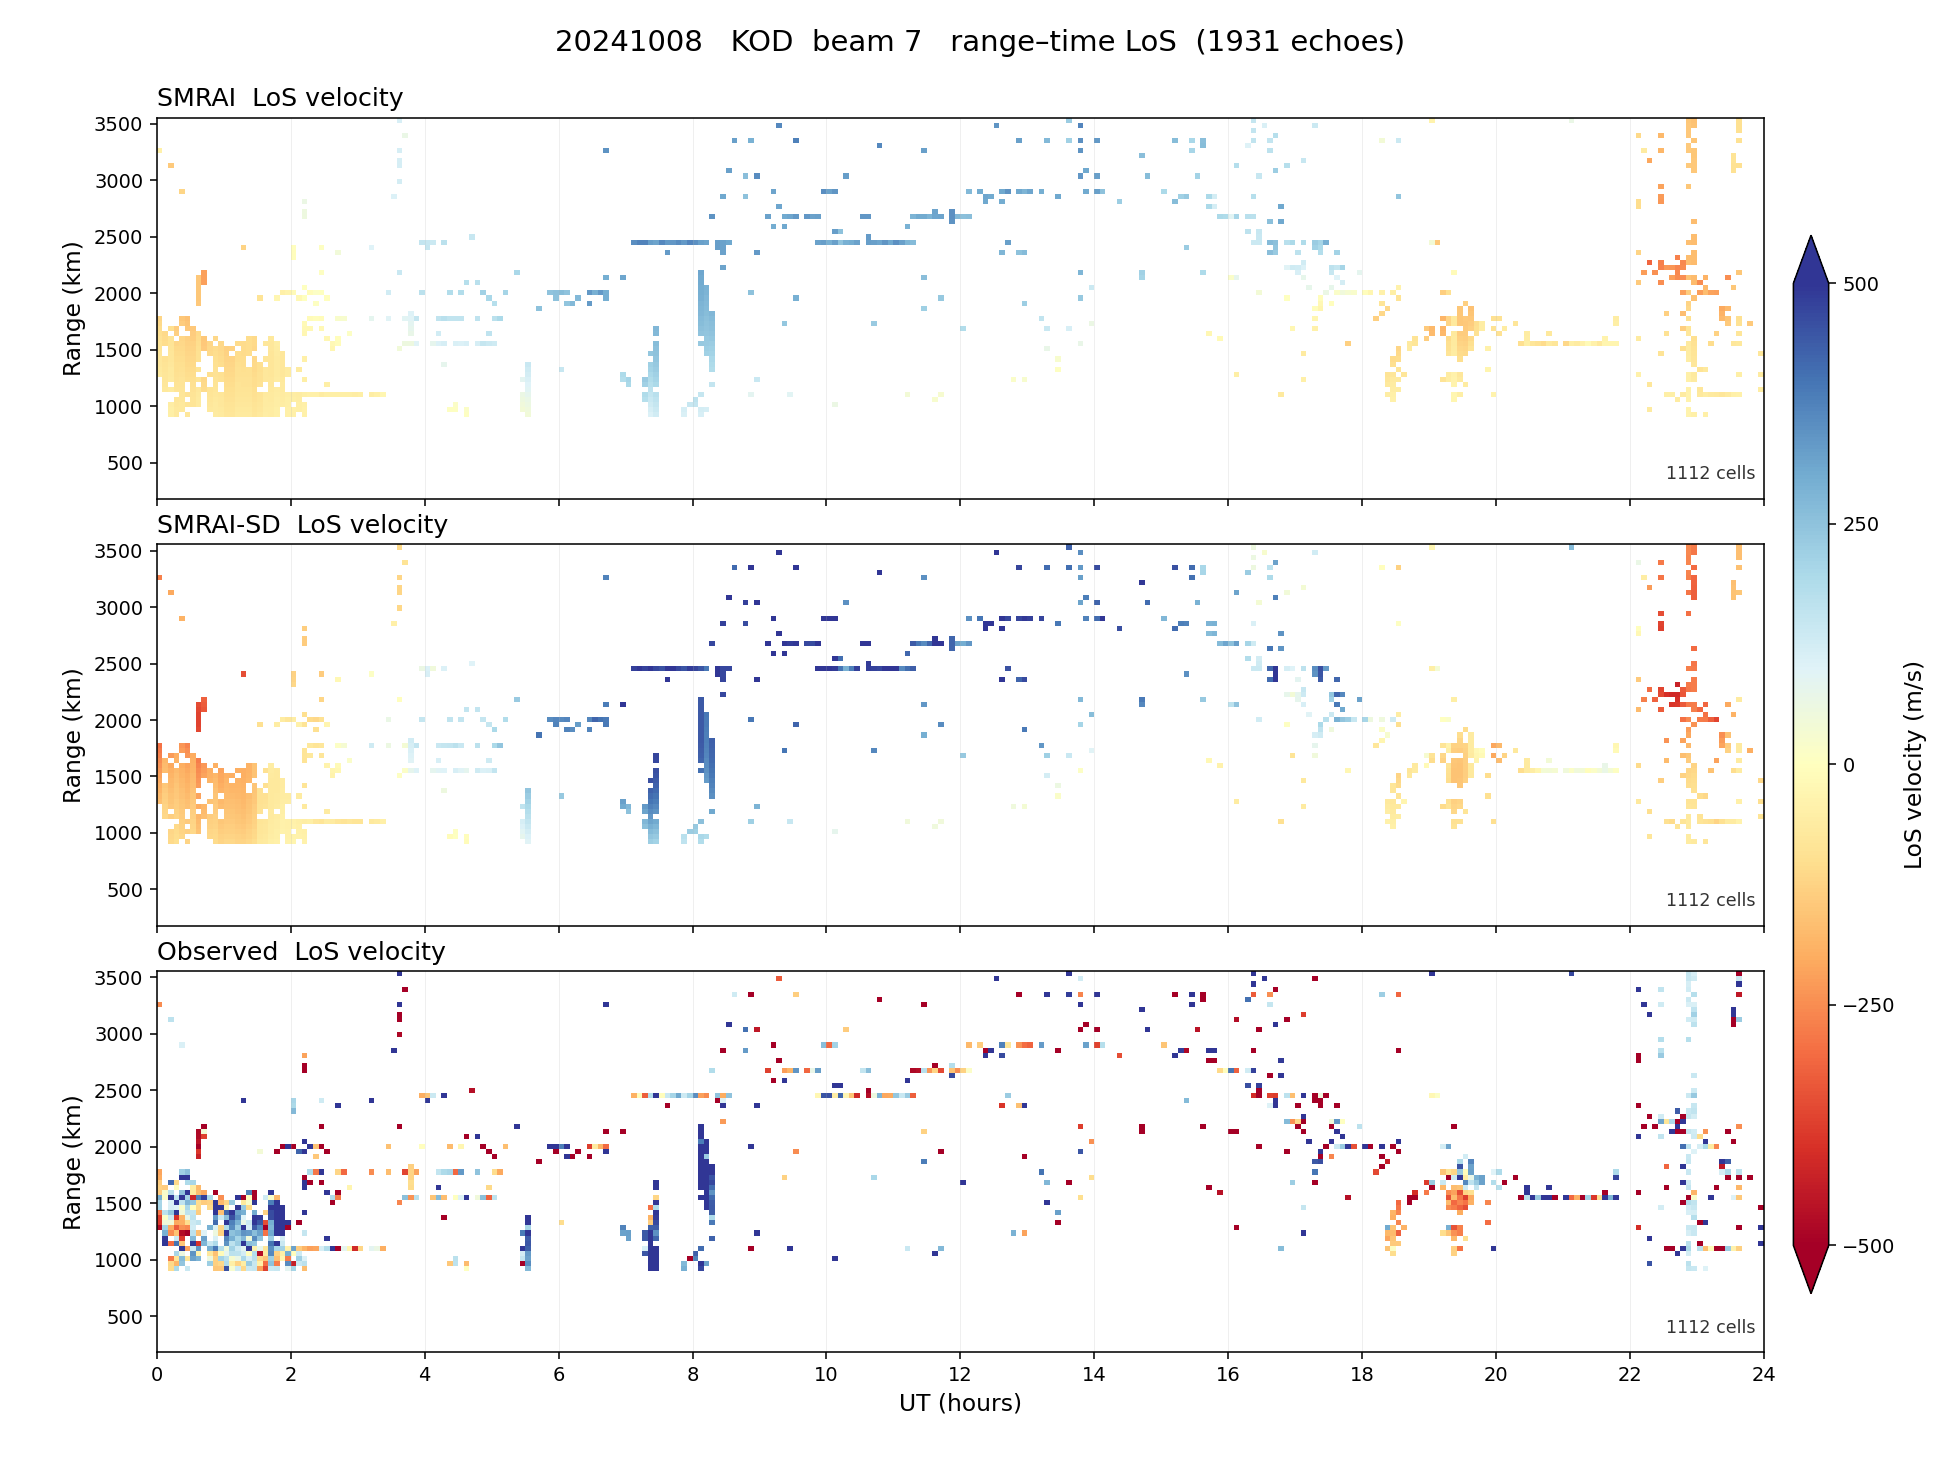 20241008 KOD beam 7 range–time LoS (1931 echoes)
SMRAI LoS velocity
3500
3000
2500
2000
1500
1000
500
Range (km)
1112 cells
SMRAI-SD LoS velocity
3500
3000
2500
2000
1500
1000
500
Range (km)
1112 cells
Observed LoS velocity
3500
3000
2500
2000
1500
1000
500
Range (km)
1112 cells
0 2 4 6 8 10 12 14 16 18 20 22 24
UT (hours)
500
250
0
−250
−500
LoS velocity (m/s)